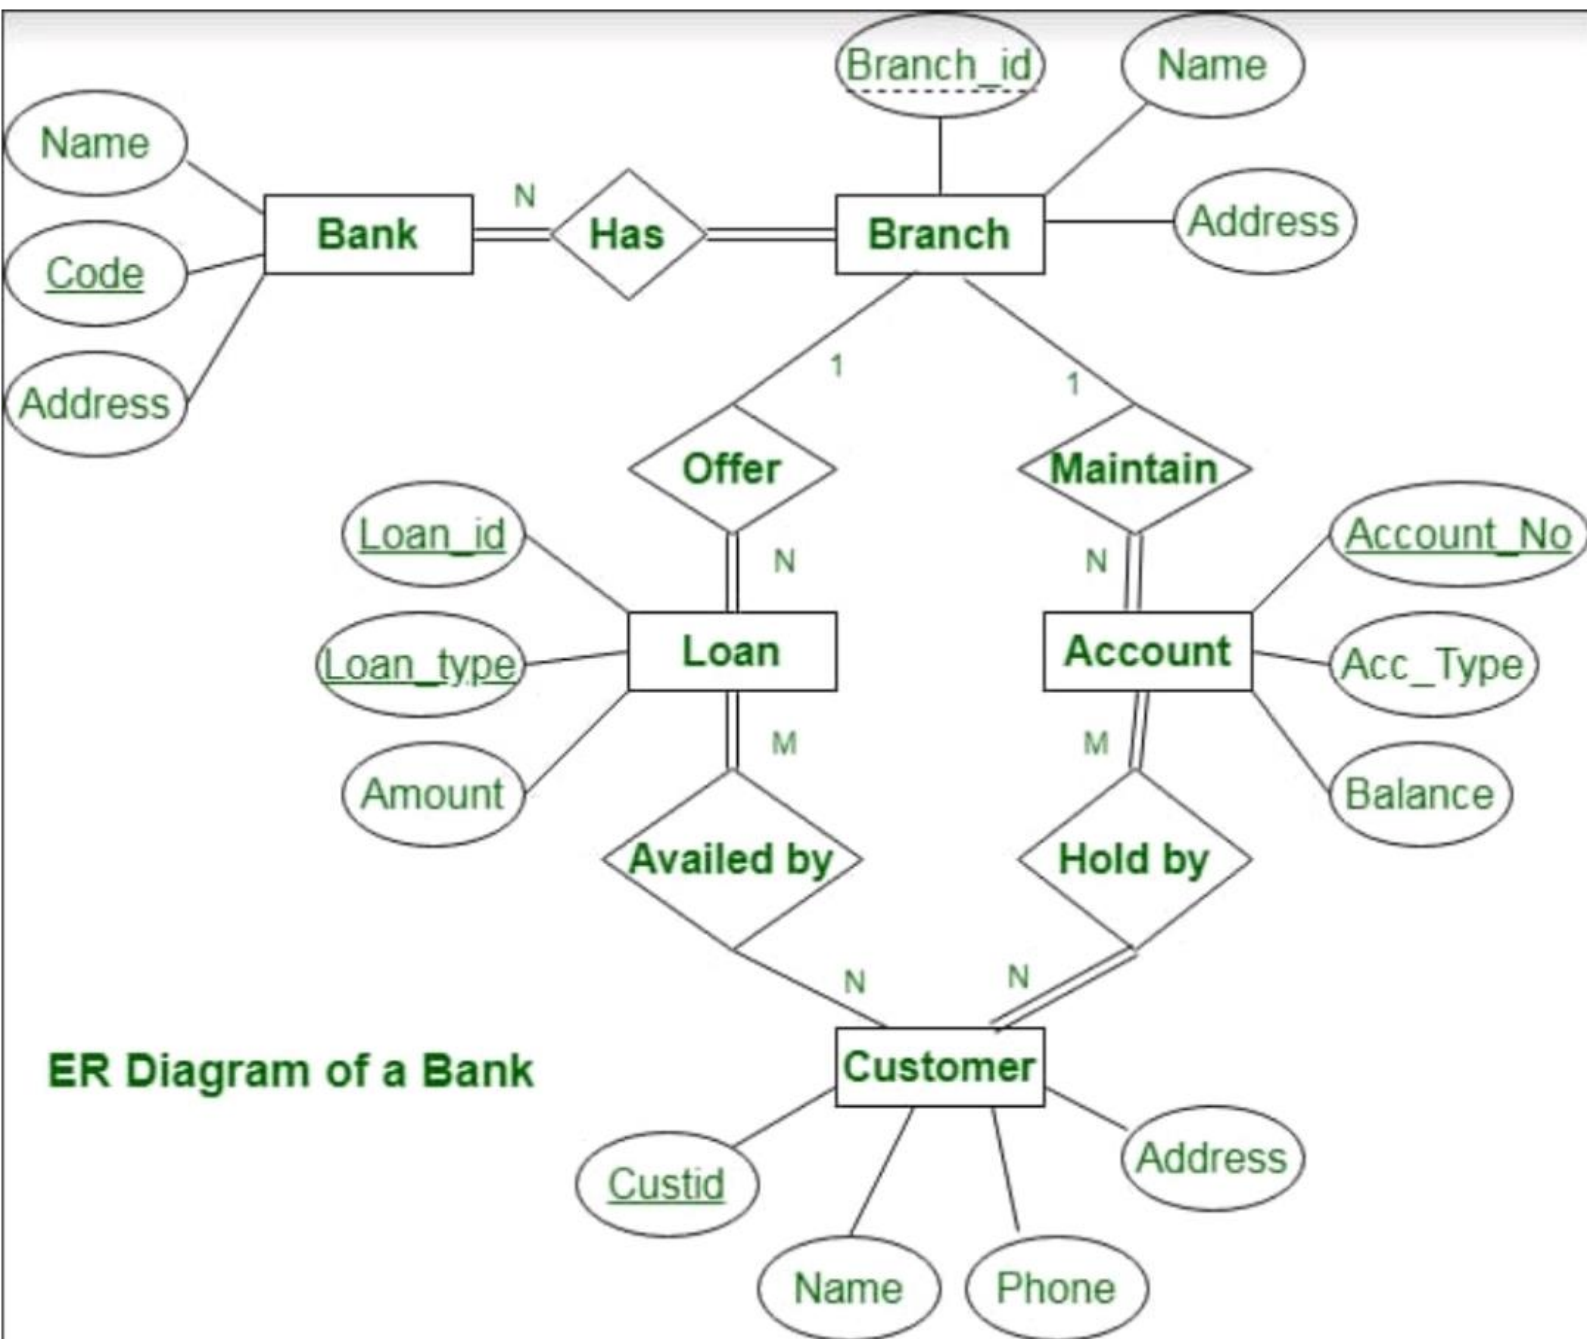 Branch_id
Name
Name
N
Bank
Has
Branch
Address
Code
1
1
Address
Offer
Maintain
Loan_id
Account_No
N
N
Loan
Account
Loan_type
Acc_Type
M
M
Amount
Balance
Availed by
Hold by
N
N
Customer
ER Diagram of a Bank
Address
Custid
Name
Phone